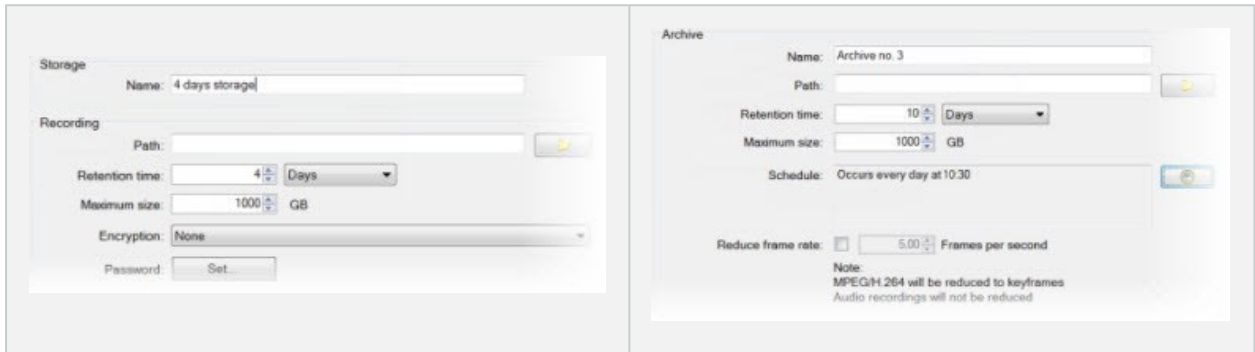 Storage
Name: 4 days storage
Recording
Path:
Retention time: 4 Days
Maximum size: 1000 GB
Encryption: None
Password: Set...
Archive
Name: Archive no. 3
Path:
Retention time: 10 Days
Maximum size: 1000 GB
Schedule: Occurs every day at 10:30
Reduce frame rate: 5.00 Frames per second
Note:
MPEG/H.264 will be reduced to keyframes
Audio recordings will not be reduced